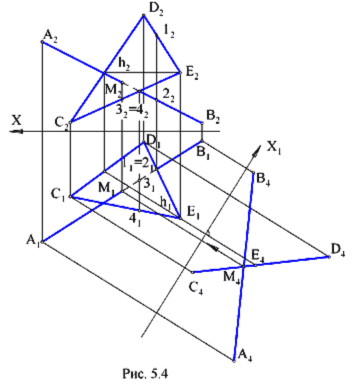 D₂
1₂
A₂
h₂
E₂
M₂
2₂
3₂=4₂
B₂
X
C₂
D₁
B₁
X₁
1₁=2₁
B₄
C₁
M₁
3₁
h₁
4₁
E₁
A₁
E₄
D₄
C₄
M₄
A₄
Рис. 5.4